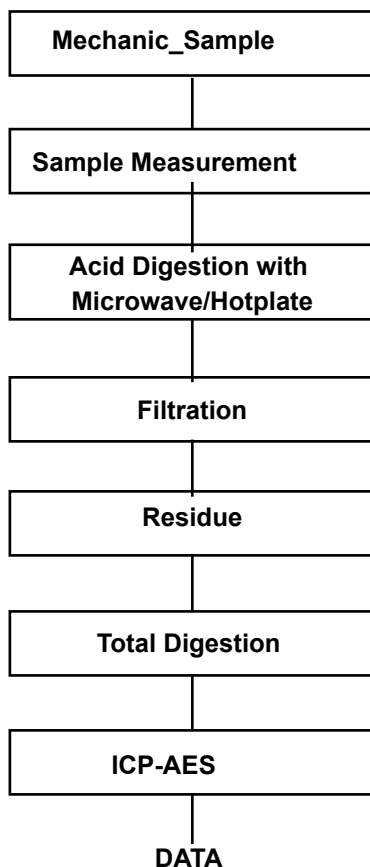 Mechanic_Sample
Sample Measurement
Acid Digestion with
Microwave/Hotplate
Filtration
Residue
Total Digestion
ICP-AES
DATA